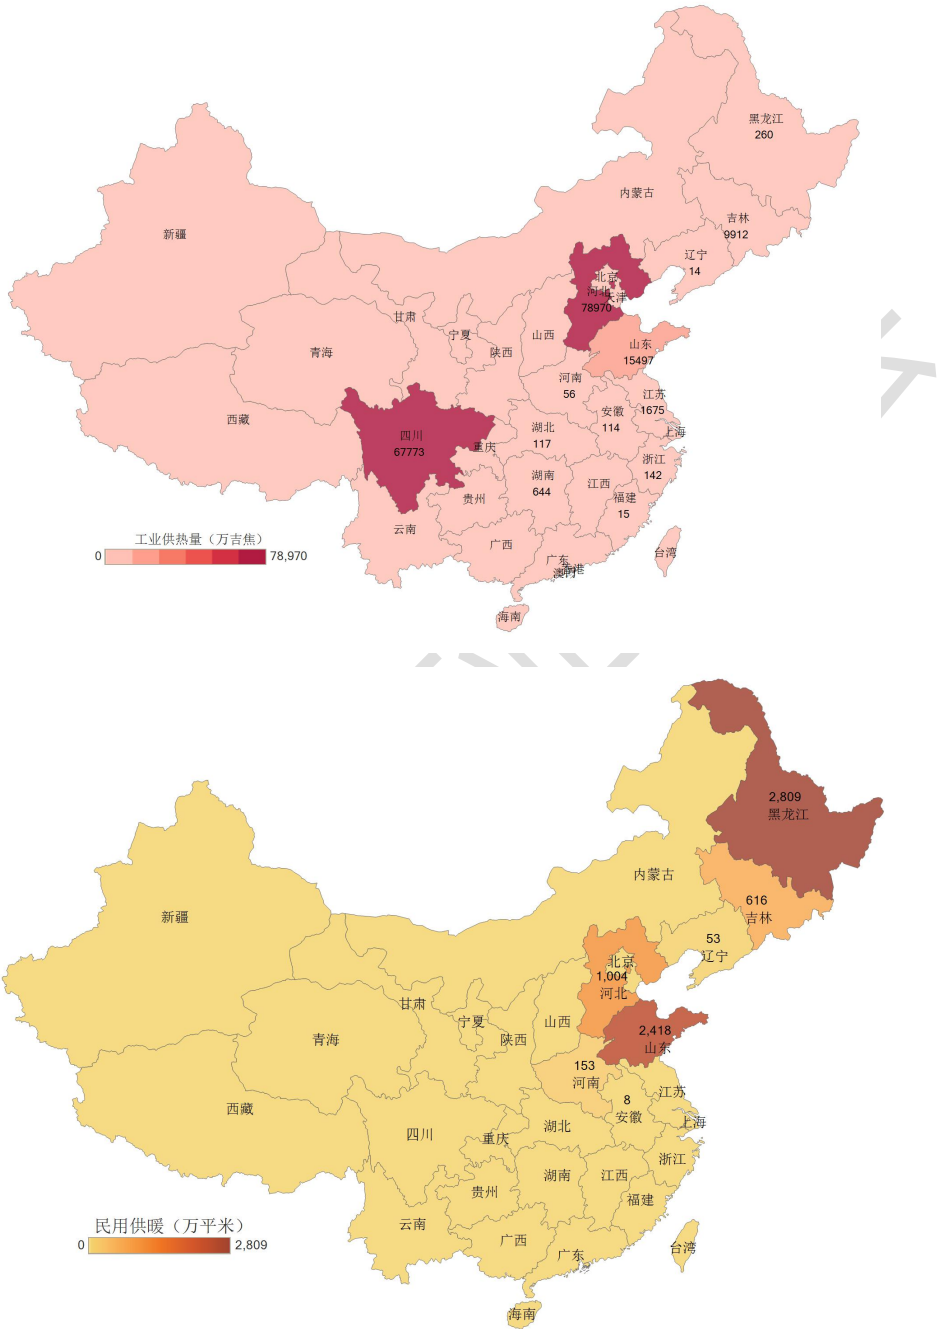 黑龙江
260
内蒙古
吉林
9912
新疆
辽宁
14
北京
河北
天津
78970
甘肃
宁夏
山西
山东
15497
青海
陕西
河南
56
江苏
1675
西藏
安徽
114
四川
67773
湖北
117
上海
重庆
浙江
142
湖南
644
江西
贵州
福建
15
云南
工业供热量（万吉焦）
0
78,970
广西
广东
香港
澳门
台湾
海南
2,809
黑龙江
内蒙古
616
吉林
新疆
53
辽宁
北京
1,004
河北
甘肃
宁夏
山西
2,418
山东
青海
陕西
153
河南
江苏
8
安徽
西藏
上海
四川
重庆
湖北
浙江
湖南
江西
贵州
福建
云南
民用供暖（万平米）
0
2,809
广西
广东
台湾
海南